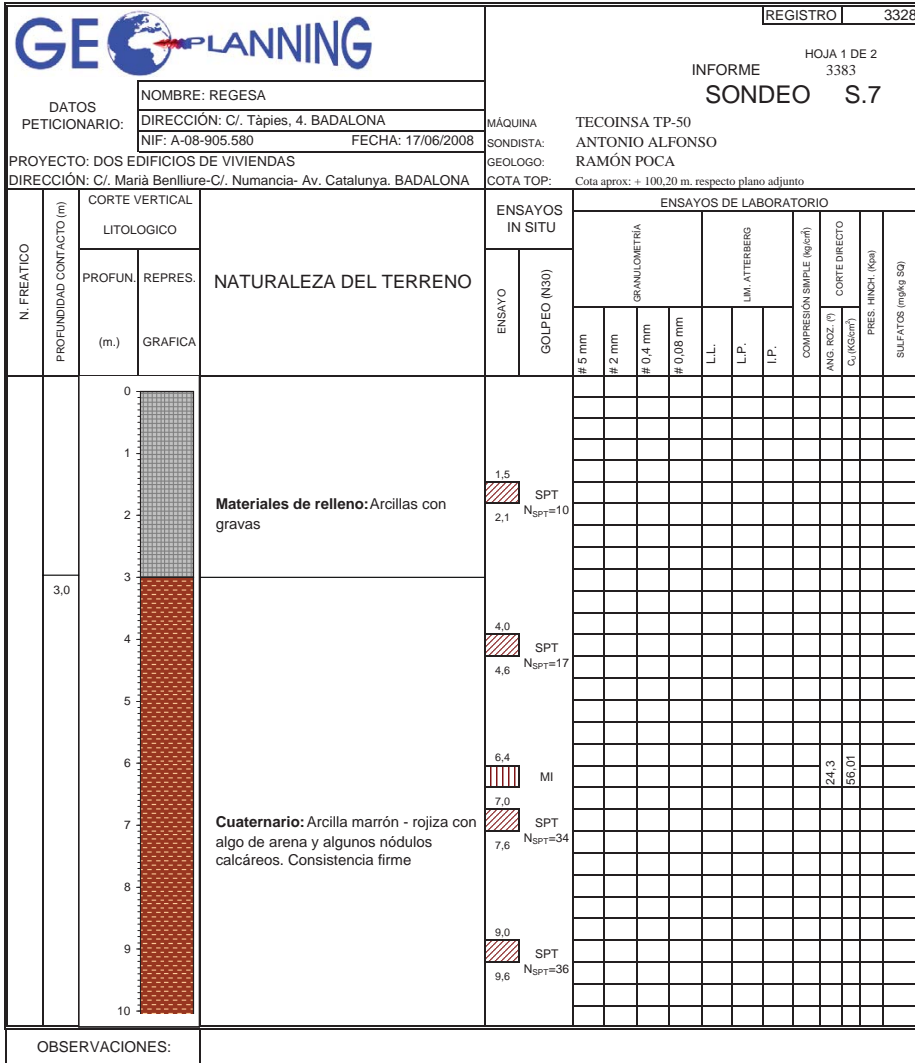 GEOPLANNING
REGISTRO 3328
HOJA 1 DE 2
INFORME 3383
SONDEO S.7
DATOS PETICIONARIO:
NOMBRE: REGESA
DIRECCIÓN: C/. Tàpies, 4. BADALONA
NIF: A-08-905.580 FECHA: 17/06/2008
MÁQUINA TECOINSA TP-50
SONDISTA: ANTONIO ALFONSO
PROYECTO: DOS EDIFICIOS DE VIVIENDAS
GEOLOGO: RAMÓN POCA
DIRECCIÓN: C/. Marià Benlliure-C/. Numancia- Av. Catalunya. BADALONA
COTA TOP: Cota aprox: + 100,20 m. respecto plano adjunto
N. FREATICO
PROFUNDIDAD CONTACTO (m)
CORTE VERTICAL
LITOLOGICO
PROFUN.
(m.)
REPRES.
GRAFICA
NATURALEZA DEL TERRENO
ENSAYOS
IN SITU
ENSAYO
GOLPEO (N30)
ENSAYOS DE LABORATORIO
GRANULOMETRÍA
# 5 mm
# 2 mm
# 0,4 mm
# 0,08 mm
LIM. ATTERBERG
L.L.
L.P.
I.P.
COMPRESIÓN SIMPLE (kg/cm²)
CORTE DIRECTO
ANG. ROZ. (º)
Cᵤ (KG/cm²)
PRES. HINCH. (Kpa)
SULFATOS (mg/kg SQ)
0
1
1,5
Materiales de relleno: Arcillas con
gravas
SPT
NSPT=10
2
2,1
3
3,0
4,0
4
SPT
NSPT=17
4,6
5
6,4
6
MI
24,3
56,01
7,0
7
Cuaternario: Arcilla marrón - rojiza con
algo de arena y algunos nódulos
calcáreos. Consistencia firme
SPT
NSPT=34
7,6
8
9,0
9
SPT
NSPT=36
9,6
10
OBSERVACIONES: